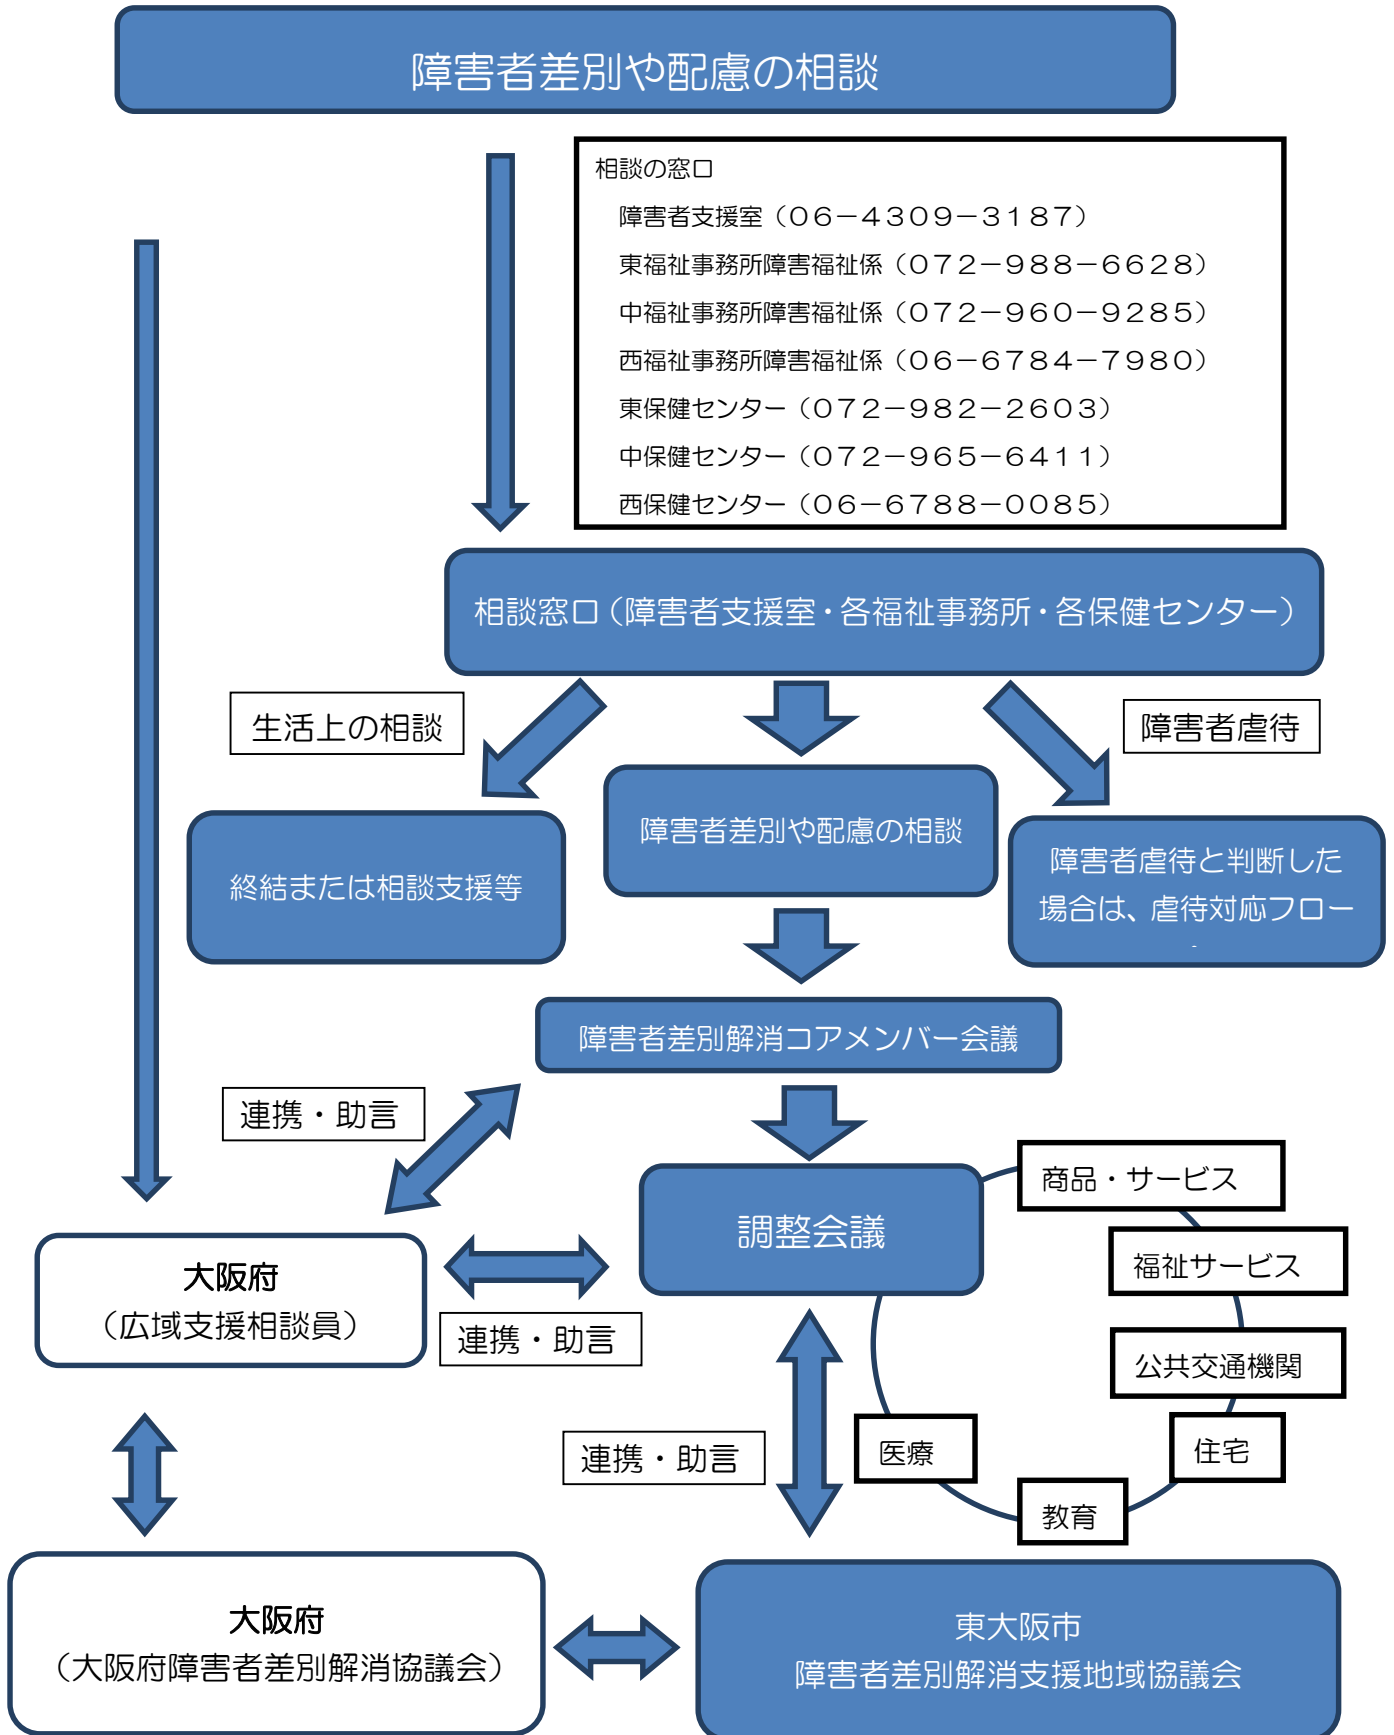 障害者差別や配慮の相談
相談の窓口
障害者支援室（０６－４３０９－３１８７）
東福祉事務所障害福祉係（０７２－９８８－６６２８）
中福祉事務所障害福祉係（０７２－９６０－９２８５）
西福祉事務所障害福祉係（０６－６７８４－７９８０）
東保健センター（０７２－９８２－２６０３）
中保健センター（０７２－９６５－６４１１）
西保健センター（０６－６７８８－００８５）
相談窓口（障害者支援室・各福祉事務所・各保健センター）
生活上の相談
障害者虐待
終結または相談支援等
障害者差別や配慮の相談
障害者虐待と判断した
場合は、虐待対応フロー
障害者差別解消コアメンバー会議
連携・助言
調整会議
商品・サービス
福祉サービス
公共交通機関
住宅
教育
医療
大阪府
（広域支援相談員）
連携・助言
連携・助言
大阪府
（大阪府障害者差別解消協議会）
東大阪市
障害者差別解消支援地域協議会